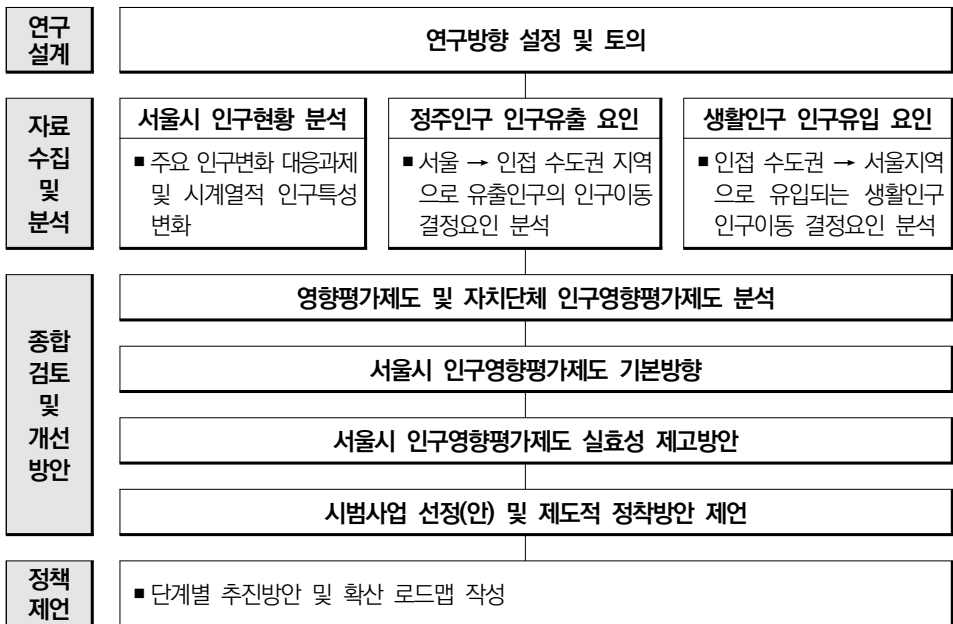 연구
설계
연구방향 설정 및 토의
자료
수집
및
분석
서울시 인구현황 분석
■ 주요 인구변화 대응과제
및 시계열적 인구특성
변화
정주인구 인구유출 요인
■ 서울 → 인접 수도권 지역
으로 유출인구의 인구이동
결정요인 분석
생활인구 인구유입 요인
■ 인접 수도권 → 서울지역
으로 유입되는 생활인구
인구이동 결정요인 분석
종합
검토
및
개선
방안
영향평가제도 및 자치단체 인구영향평가제도 분석
서울시 인구영향평가제도 기본방향
서울시 인구영향평가제도 실효성 제고방안
시범사업 선정(안) 및 제도적 정착방안 제언
정책
제언
■ 단계별 추진방안 및 확산 로드맵 작성